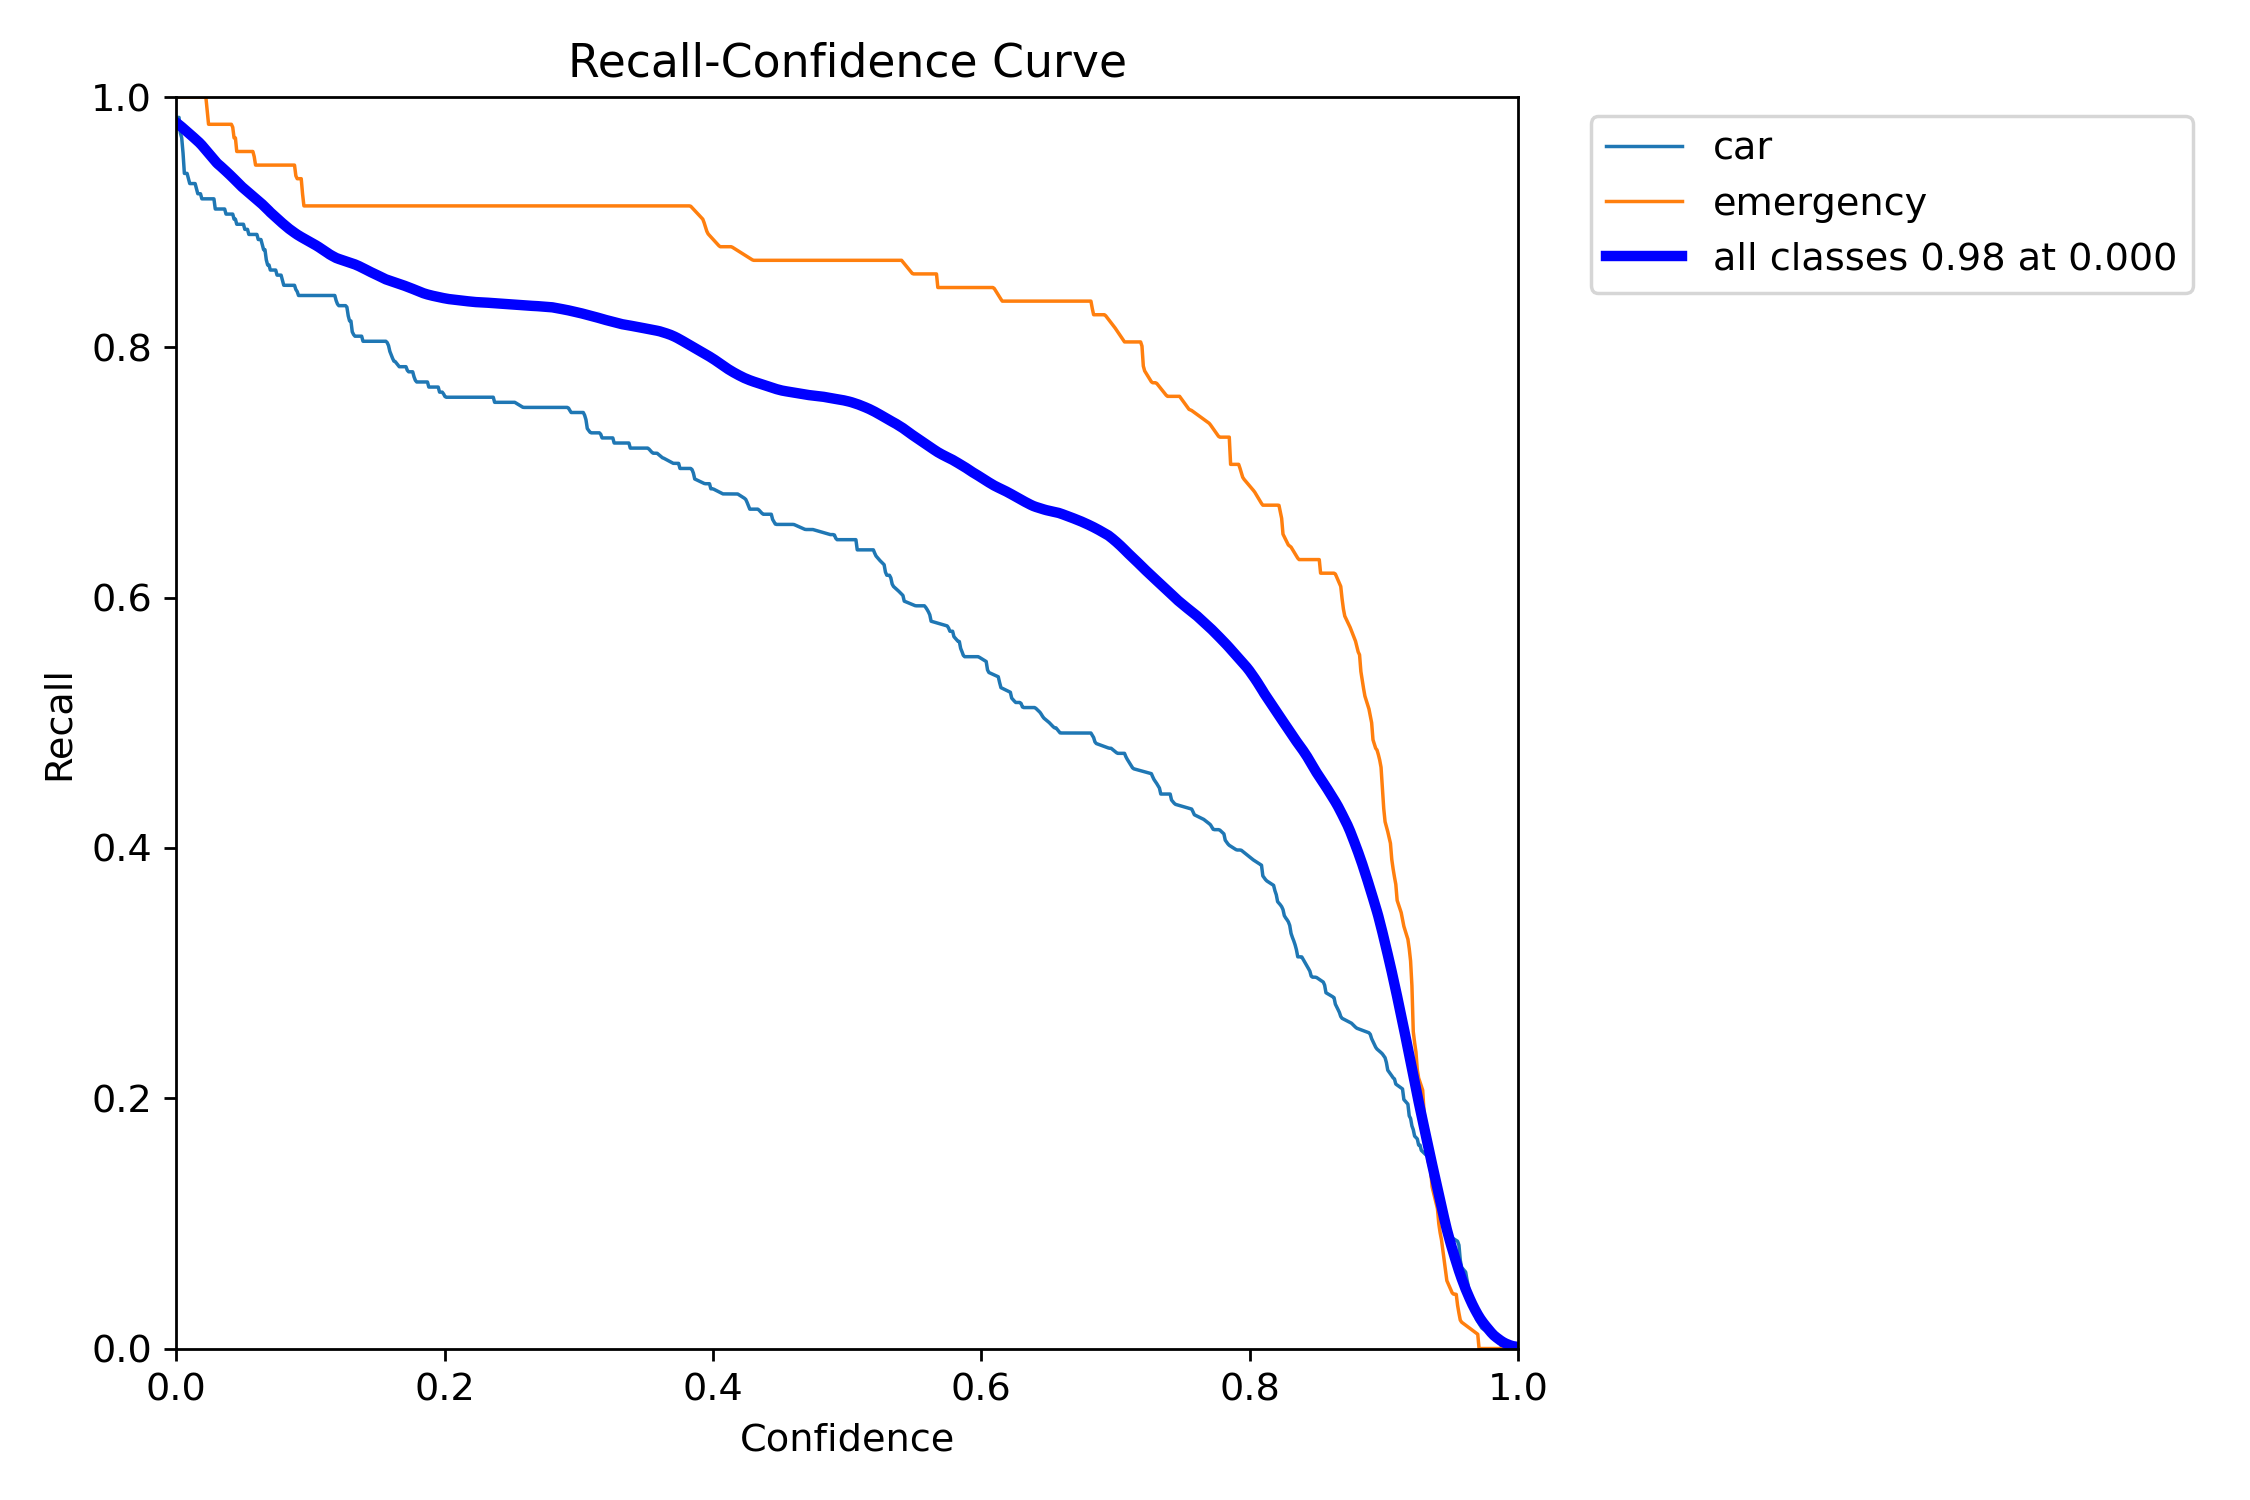 Recall-Confidence Curve
1.0
0.8
0.6
0.4
0.2
0.0
Recall
0.0 0.2 0.4 0.6 0.8 1.0
Confidence
car
emergency
all classes 0.98 at 0.000